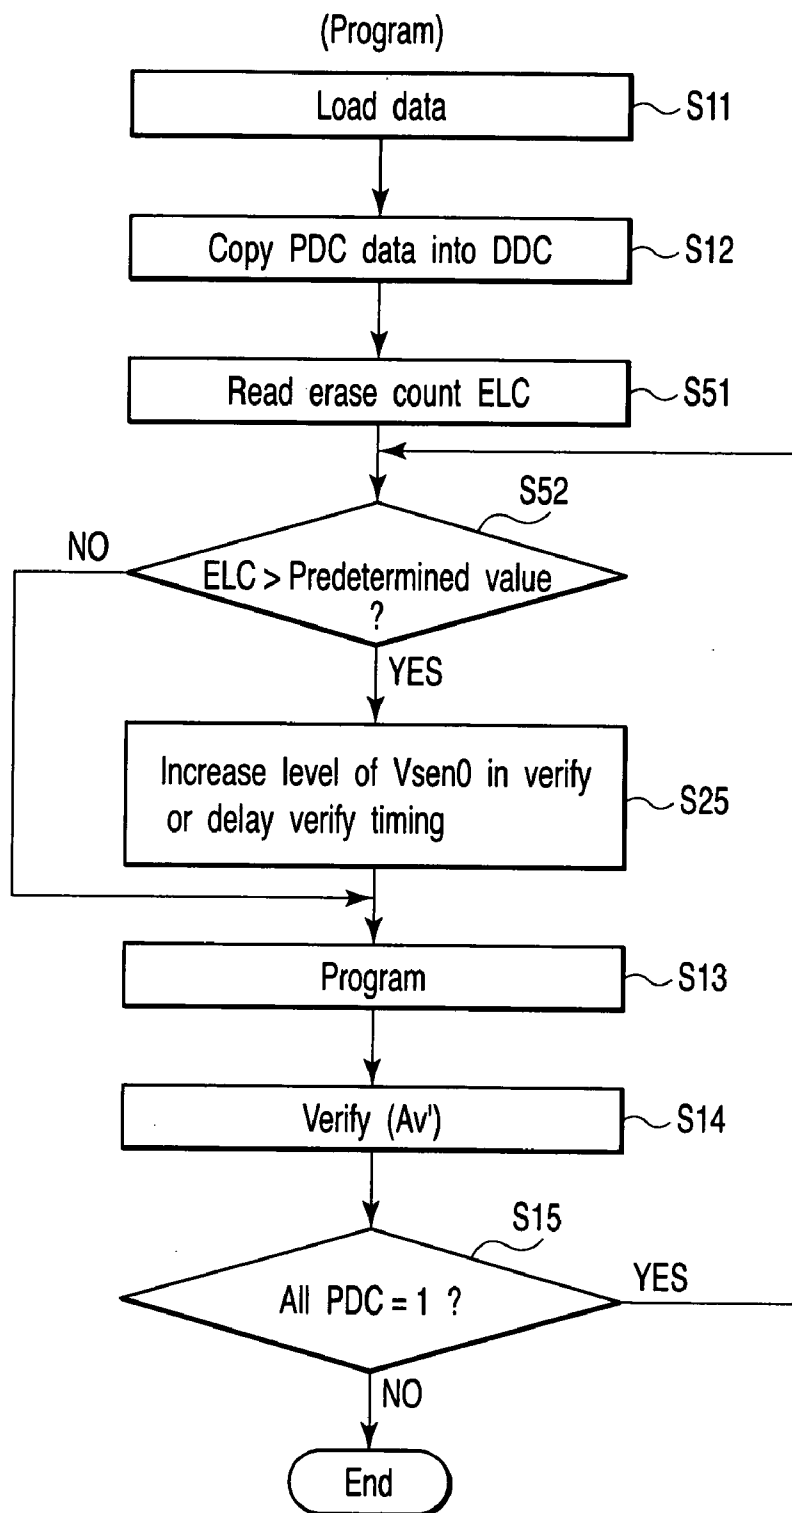 (Program)
Load data
S11
Copy PDC data into DDC
S12
Read erase count ELC
S51
S52
NO
ELC > Predetermined value
?
YES
Increase level of Vsen0 in verify
or delay verify timing
S25
Program
S13
Verify (Av')
S14
S15
All PDC = 1 ?
YES
NO
End